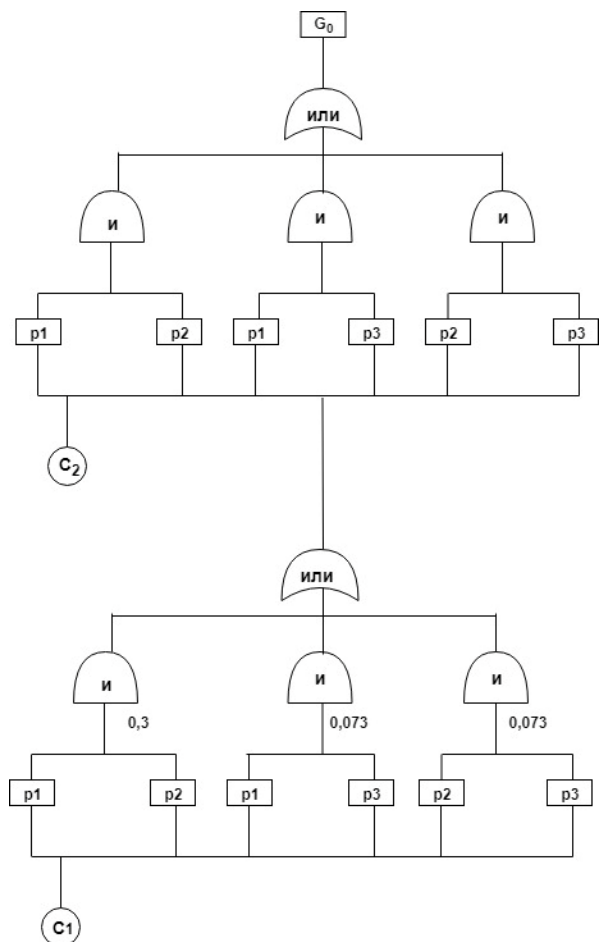 G₀
или
и и и
p1 p2 p1 p3 p2 p3
C₂
или
и и и
0,3 0,073 0,073
p1 p2 p1 p3 p2 p3
C1